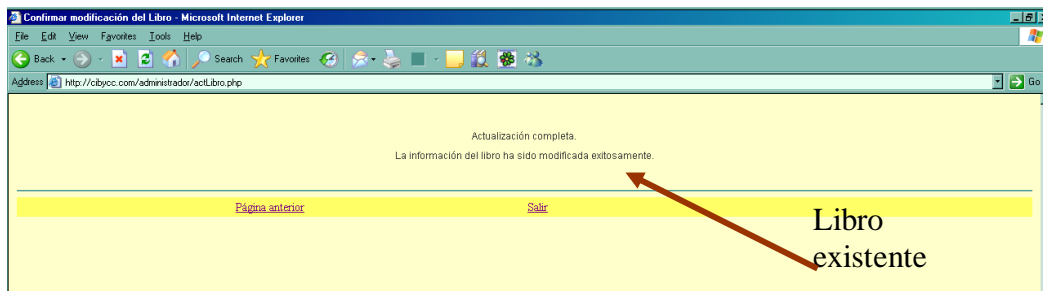 Confirmar modificación del Libro - Microsoft Internet Explorer
File Edit View Favorites Tools Help
Back Search Favorites
Address http://cibycc.com/administrador/actLibro.php Go
Actualización completa.
La información del libro ha sido modificada exitosamente.
Página anterior Salir
Libro
existente